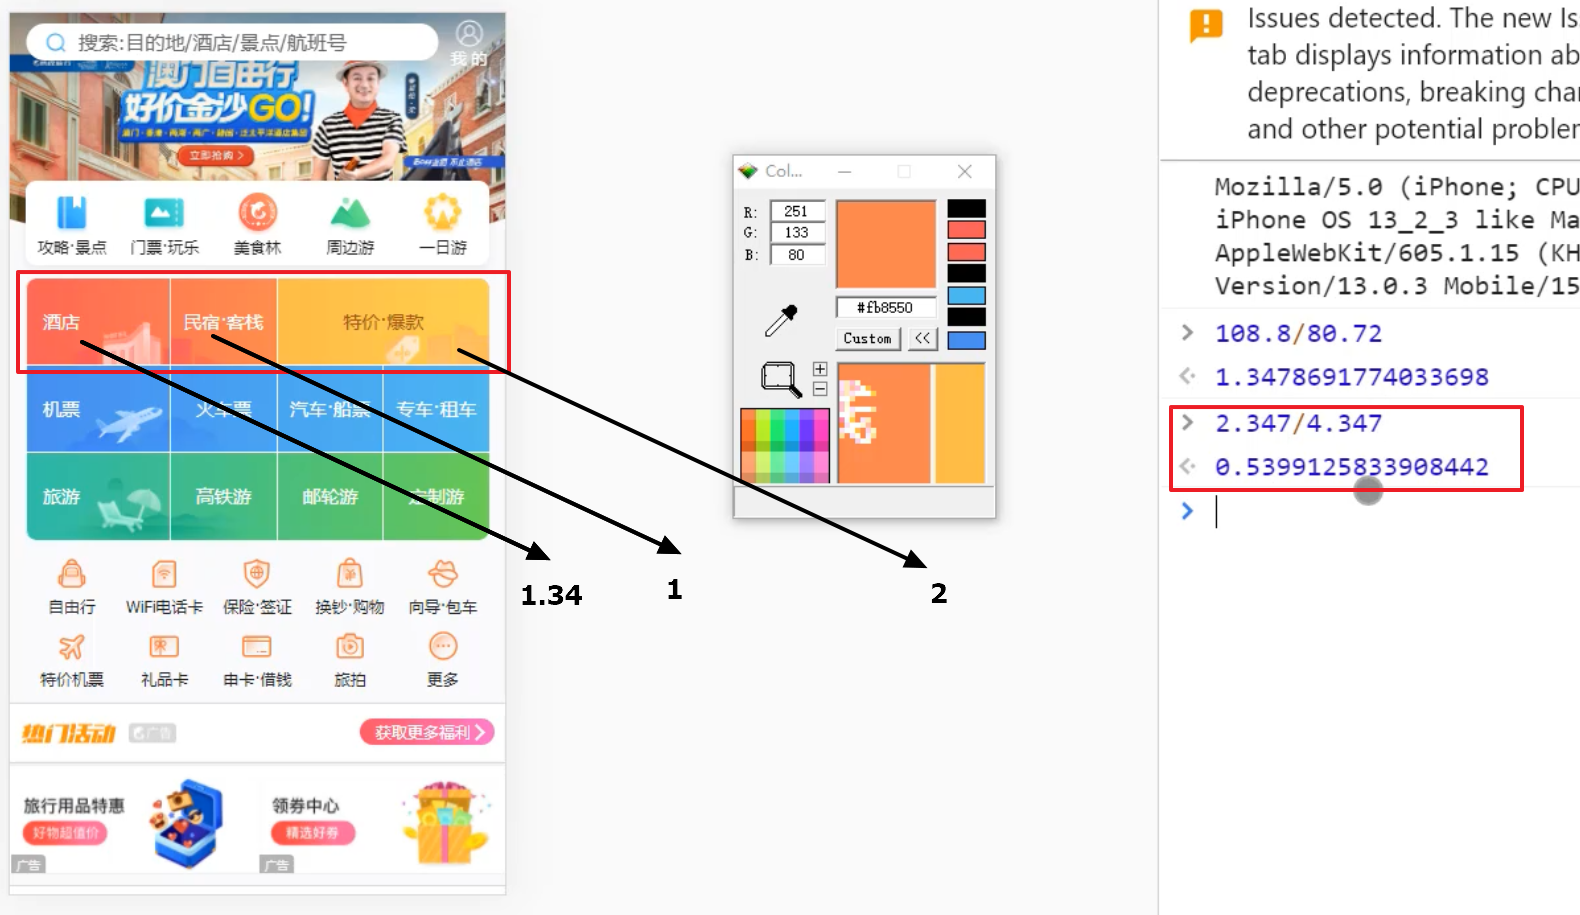 搜索:目的地/酒店/景点/航班号
我的
澳门自由行
好价金沙GO!
立即抢购 >
攻略·景点
门票·玩乐
美食林
周边游
一日游
酒店
民宿·客栈
特价·爆款
机票
火车票
汽车·船票
专车·租车
旅游
高铁游
邮轮游
定制游
自由行
WiFi电话卡
保险·签证
换钞·购物
向导·包车
特价机票
礼品卡
申卡·借钱
旅拍
更多
热门活动
广告
获取更多福利
旅行用品特惠
好物超值价
广告
领券中心
精选好券
广告
1.34
1
2
Col...
R: 251
G: 133
B: 80
#fb8550
Custom
<<
Issues detected. The new Is
tab displays information ab
deprecations, breaking char
and other potential problem
Mozilla/5.0 (iPhone; CPU
iPhone OS 13_2_3 like Ma
AppleWebKit/605.1.15 (KH
Version/13.0.3 Mobile/15
108.8/80.72
1.3478691774033698
2.347/4.347
0.5399125833908442